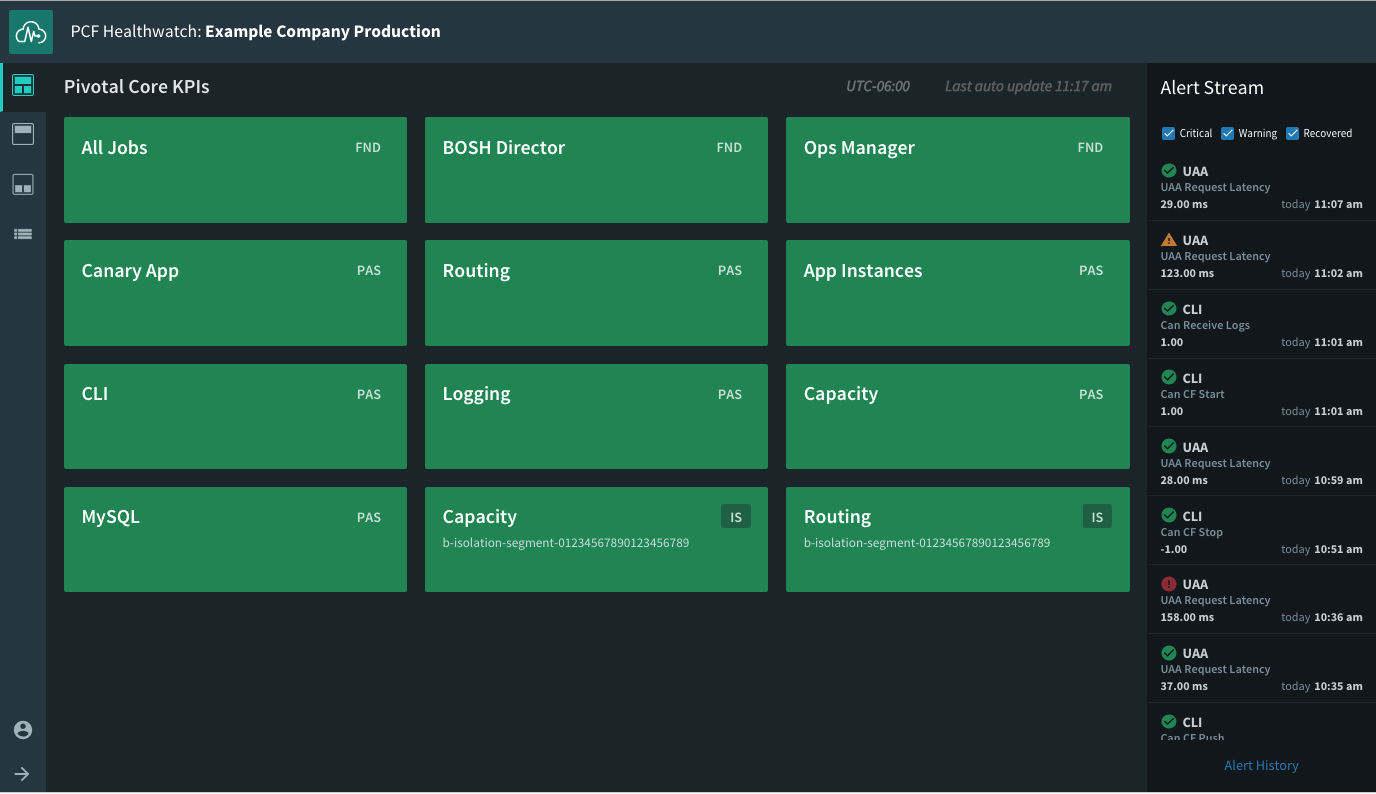 PCF Healthwatch: Example Company Production
Pivotal Core KPIs
UTC-06:00
Last auto update 11:17 am
All Jobs
FND
BOSH Director
FND
Ops Manager
FND
Canary App
PAS
Routing
PAS
App Instances
PAS
CLI
PAS
Logging
PAS
Capacity
PAS
MySQL
PAS
Capacity
IS
b-isolation-segment-01234567890123456789
Routing
IS
b-isolation-segment-01234567890123456789
Alert Stream
Critical
Warning
Recovered
UAA
UAA Request Latency
29.00 ms today 11:07 am
UAA
UAA Request Latency
123.00 ms today 11:02 am
CLI
Can Receive Logs
1.00 today 11:01 am
CLI
Can CF Start
1.00 today 11:01 am
UAA
UAA Request Latency
28.00 ms today 10:59 am
CLI
Can CF Stop
-1.00 today 10:51 am
UAA
UAA Request Latency
158.00 ms today 10:36 am
UAA
UAA Request Latency
37.00 ms today 10:35 am
CLI
Can CF Push
Alert History